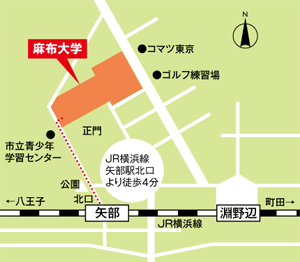 N
麻布大学
コマツ東京
ゴルフ練習場
正門
市立青少年
学習センター
JR横浜線
矢部駅北口
より徒歩4分
公園
北口
←八王子
矢部
淵野辺
町田→
JR横浜線